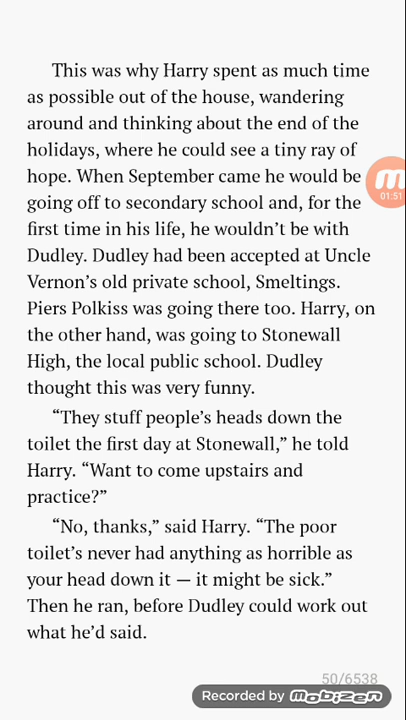 This was why Harry spent as much time
as possible out of the house, wandering
around and thinking about the end of the
holidays, where he could see a tiny ray of
hope. When September came he would be
going off to secondary school and, for the
first time in his life, he wouldn’t be with
Dudley. Dudley had been accepted at Uncle
Vernon’s old private school, Smeltings.
Piers Polkiss was going there too. Harry, on
the other hand, was going to Stonewall
High, the local public school. Dudley
thought this was very funny.
“They stuff people’s heads down the
toilet the first day at Stonewall,” he told
Harry. “Want to come upstairs and
practice?”
“No, thanks,” said Harry. “The poor
toilet’s never had anything as horrible as
your head down it — it might be sick.”
Then he ran, before Dudley could work out
what he’d said.
m
01:51
50/6538
Recorded by mobizen